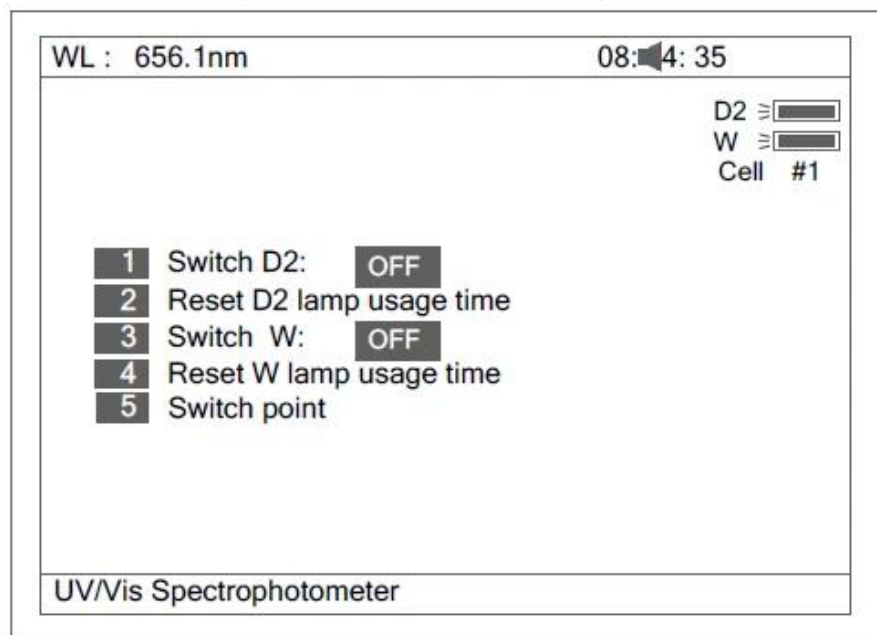 WL : 656.1nm 08: 4: 35
D2
W
Cell #1
1 Switch D2: OFF
2 Reset D2 lamp usage time
3 Switch W: OFF
4 Reset W lamp usage time
5 Switch point
UV/Vis Spectrophotometer